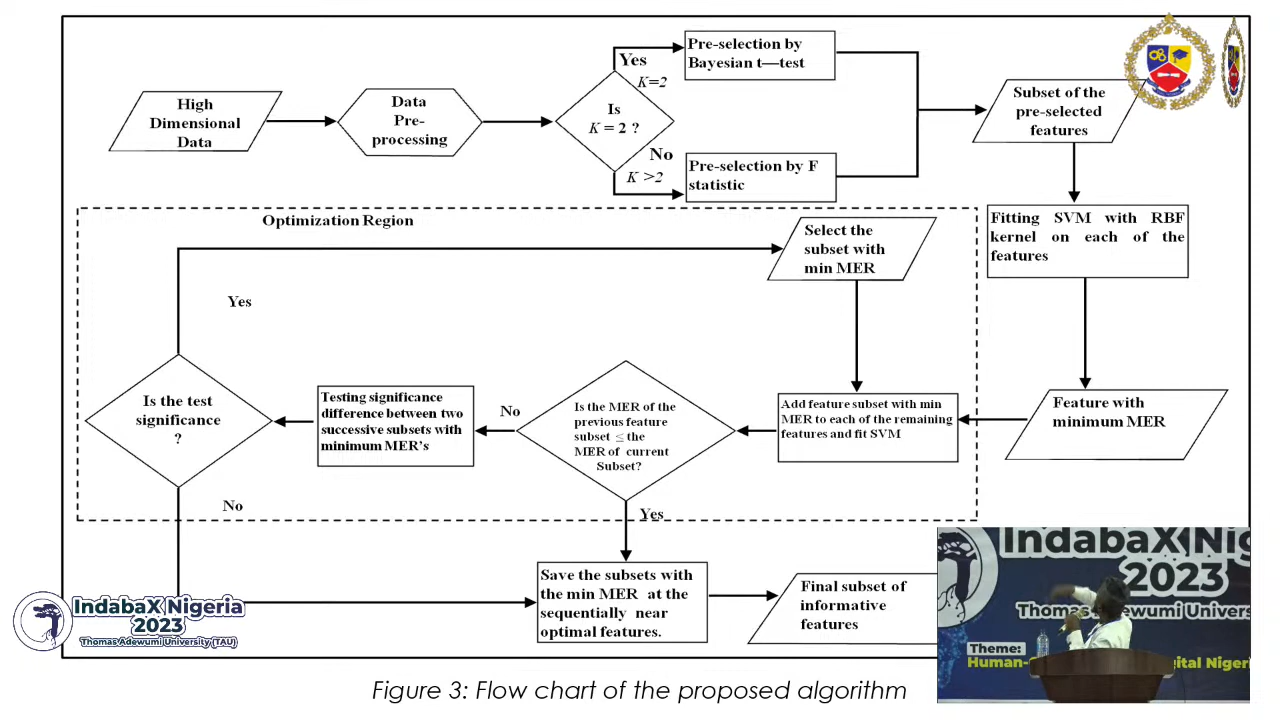 High
Dimensional
Data
Data
Pre-
processing
Is
K = 2 ?
Yes
K=2
No
K >2
Pre-selection by
Bayesian t—test
Pre-selection by F
statistic
Subset of the
pre-selected
features
Fitting SVM with RBF
kernel on each of the
features
Feature with
minimum MER
Optimization Region
Select the
subset with
min MER
Add feature subset with min
MER to each of the remaining
features and fit SVM
Is the MER of the
previous feature
subset ≤ the
MER of current
Subset?
No
Yes
Testing significance
difference between two
successive subsets with
minimum MER's
Is the test
significance
?
Yes
No
Save the subsets with
the min MER at the
sequentially near
optimal features.
Final subset of
informative
features
IndabaX Nigeria
2023
Thomas Adewumi University (TAU)
IndabaX Nig
2023
Thomas Adewumi Univers
Theme:
Human-
gital Nigeri
Figure 3: Flow chart of the proposed algorithm